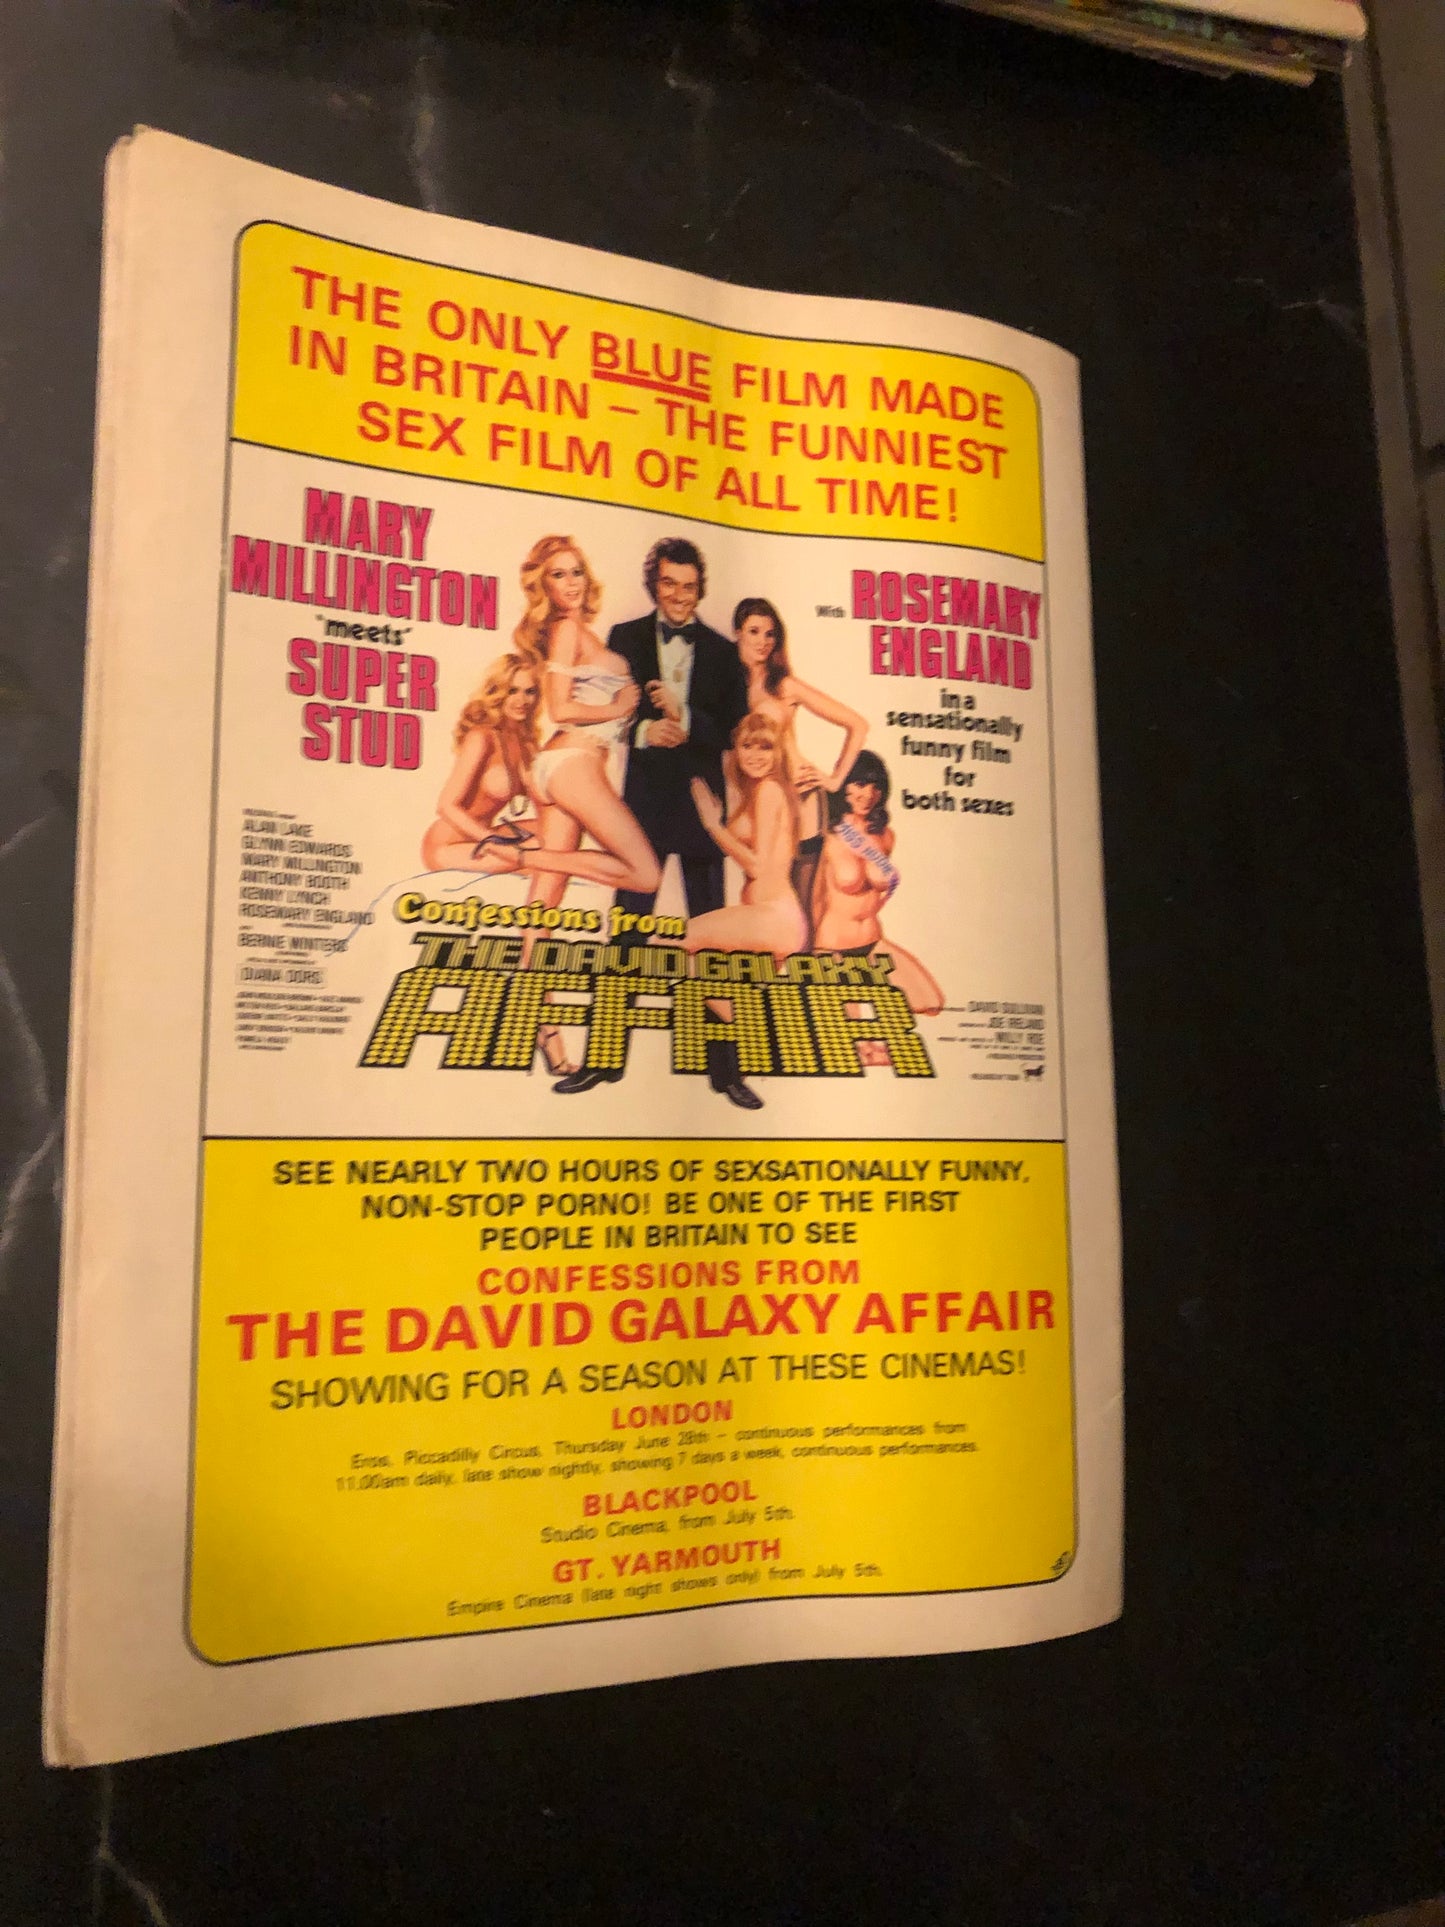 THE ONLY BLUE FILM MADE
IN BRITAIN – THE FUNNIEST
SEX FILM OF ALL TIME!
MARY
MILLINGTON
'meets'
SUPER
STUD
With ROSEMARY
ENGLAND
in a
sensationally
funny film
for
both sexes
ALAN LAKE
GLYNN EDWARDS
MARY MILLINGTON
ANTHONY BOOTH
KENNY LYNCH
ROSEMARY ENGLAND
BERNIE WINTERS
DIANA DORS
MISS
Confessions from
THE DAVID GALAXY
AFFAIR
DAVID SULLIVAN
JOE IRELAND
WILLY ROE
SEE NEARLY TWO HOURS OF SEXSATIONALLY FUNNY,
NON-STOP PORNO! BE ONE OF THE FIRST
PEOPLE IN BRITAIN TO SEE
CONFESSIONS FROM
THE DAVID GALAXY AFFAIR
SHOWING FOR A SEASON AT THESE CINEMAS!
LONDON
Eros, Piccadilly Circus, Thursday June 28th – continuous performances from
11.00am daily, late show nightly, showing 7 days a week, continuous performances.
BLACKPOOL
Studio Cinema, from July 5th.
GT. YARMOUTH
Empire Cinema (late night shows only) from July 5th.